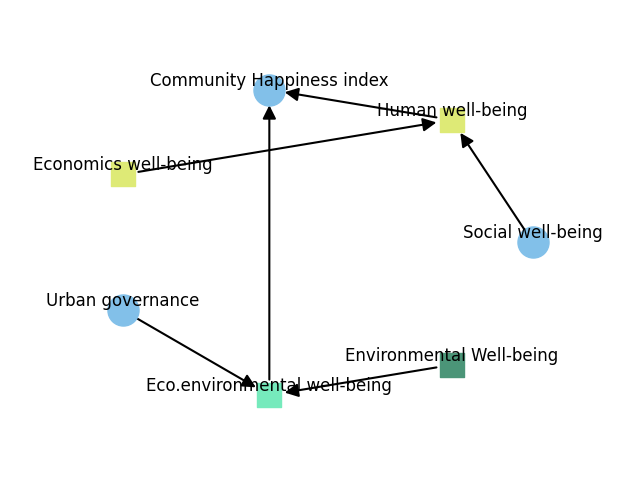 Community Happiness index
Human well-being
Economics well-being
Social well-being
Urban governance
Environmental Well-being
Eco.environmental well-being